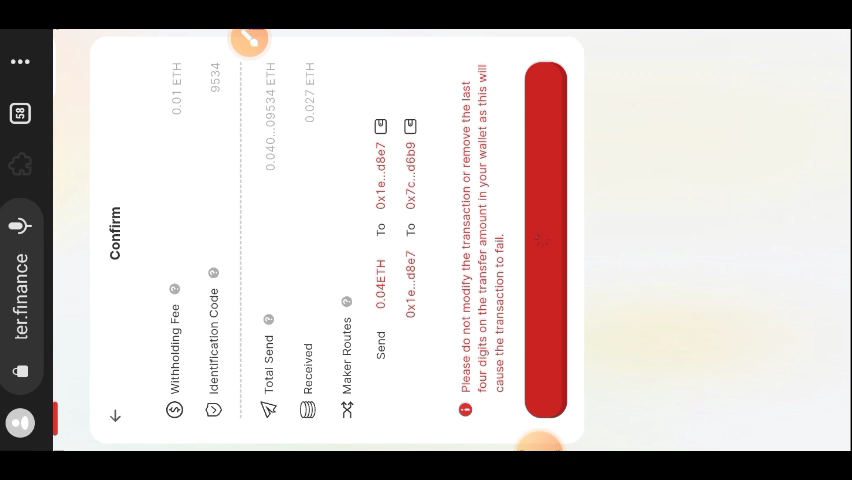 ter.finance
58
Confirm
Withholding Fee 0.01 ETH
Identification Code 9534
Total Send 0.040...09534 ETH
Received 0.027 ETH
Maker Routes
Send 0.04ETH To 0x1e...d8e7
0x1e...d8e7 To 0x7c...d6b9
Please do not modify the transaction or remove the last
four digits on the transfer amount in your wallet as this will
cause the transaction to fail.